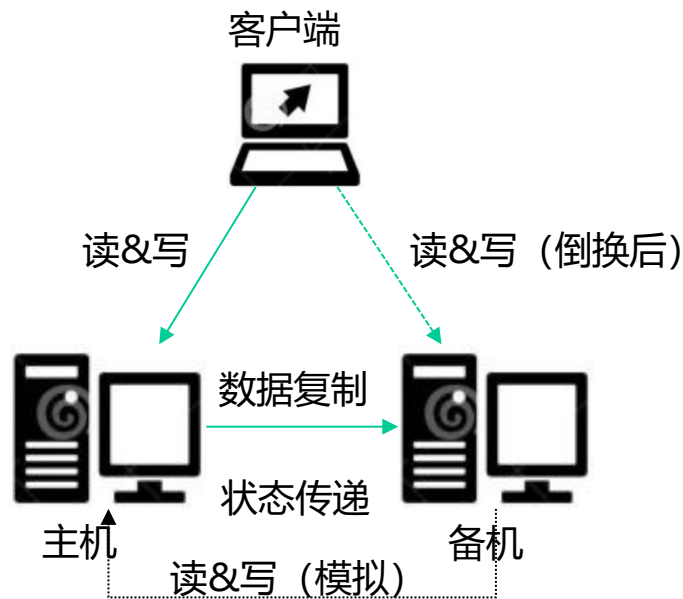 客户端
读&写
读&写（倒换后）
数据复制
状态传递
主机
备机
读&写（模拟）